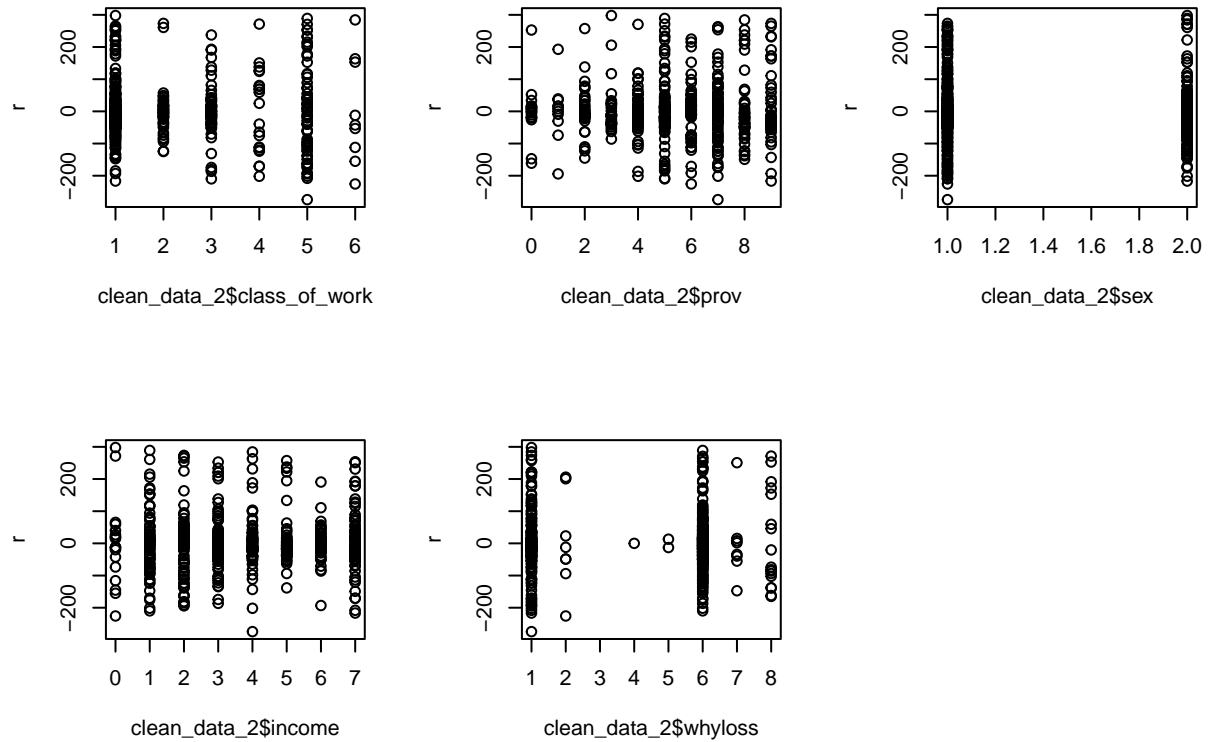 r
200
0
−200
1 2 3 4 5 6
clean_data_2$class_of_work
r
200
0
−200
0 2 4 6 8
clean_data_2$prov
r
200
0
−200
1.0 1.2 1.4 1.6 1.8 2.0
clean_data_2$sex
r
200
0
−200
0 1 2 3 4 5 6 7
clean_data_2$income
r
200
0
−200
1 2 3 4 5 6 7 8
clean_data_2$whyloss